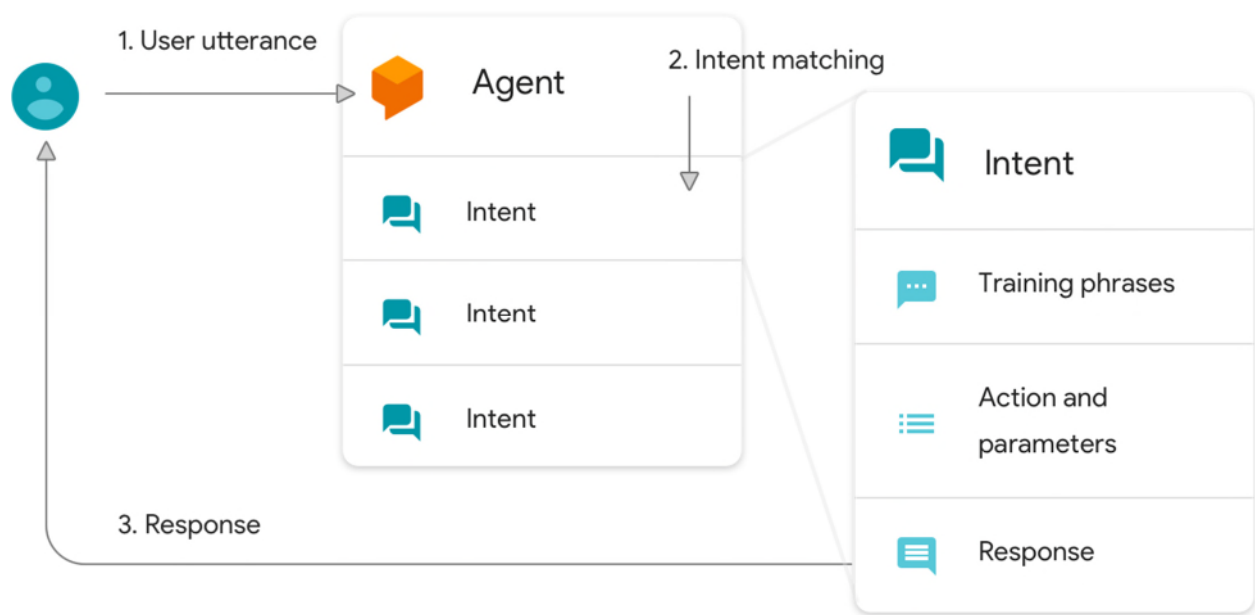 1. User utterance
Agent
2. Intent matching
Intent
Intent
Intent
Intent
Training phrases
Action and
parameters
Response
3. Response